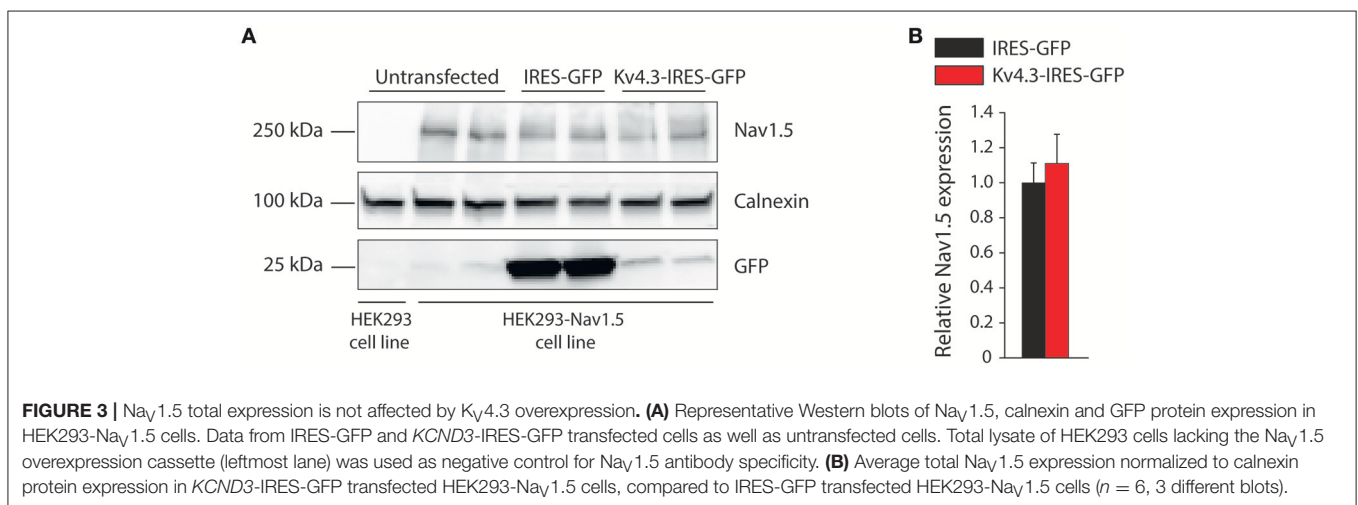 A
Untransfected IRES-GFP Kv4.3-IRES-GFP
250 kDa Nav1.5
100 kDa Calnexin
25 kDa GFP
HEK293 cell line
HEK293-Nav1.5 cell line
B
IRES-GFP
Kv4.3-IRES-GFP
Relative Nav1.5 expression
1.4
1.2
1.0
0.8
0.6
0.4
0.2
0
FIGURE 3 | NaV1.5 total expression is not affected by KV4.3 overexpression. (A) Representative Western blots of NaV1.5, calnexin and GFP protein expression in
HEK293-NaV1.5 cells. Data from IRES-GFP and KCND3-IRES-GFP transfected cells as well as untransfected cells. Total lysate of HEK293 cells lacking the NaV1.5
overexpression cassette (leftmost lane) was used as negative control for NaV1.5 antibody specificity. (B) Average total NaV1.5 expression normalized to calnexin
protein expression in KCND3-IRES-GFP transfected HEK293-NaV1.5 cells, compared to IRES-GFP transfected HEK293-NaV1.5 cells (n = 6, 3 different blots).